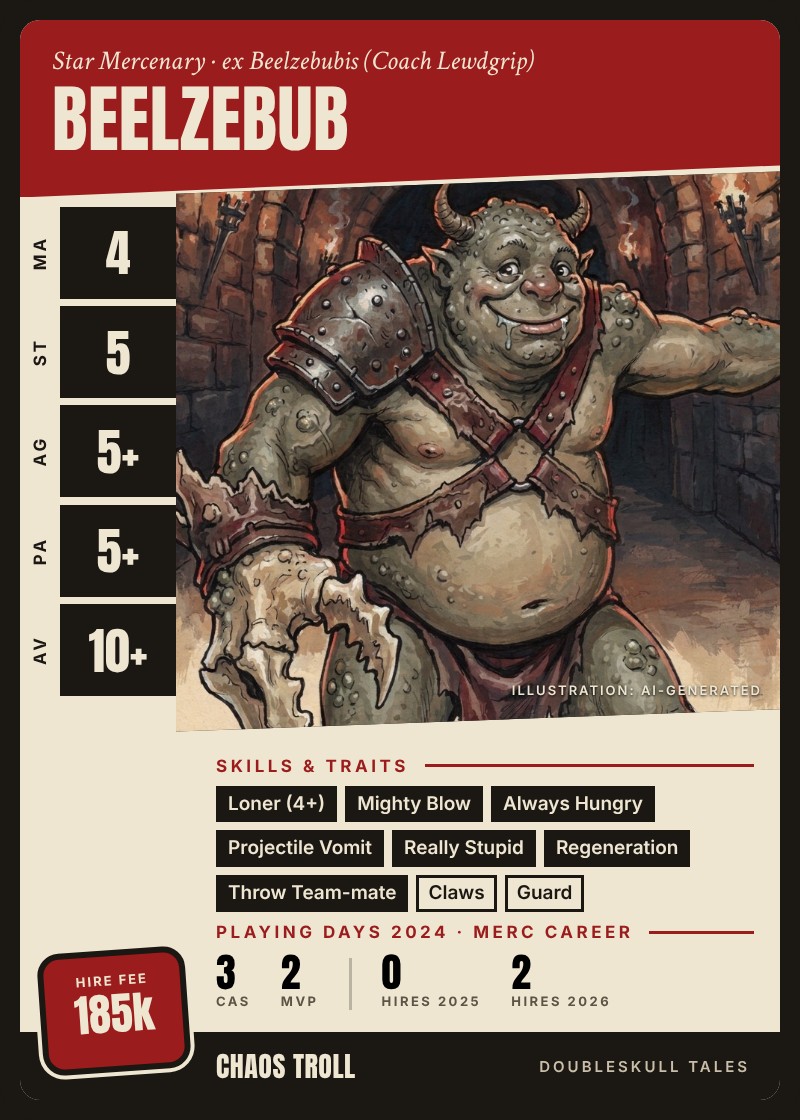 Star Mercenary · ex Beelzebubis (Coach Lewdgrip)
BEELZEBUB
MA 4
ST 5
AG 5+
PA 5+
AV 10+
ILLUSTRATION: AI-GENERATED
SKILLS & TRAITS
Loner (4+) Mighty Blow Always Hungry
Projectile Vomit Really Stupid Regeneration
Throw Team-mate Claws Guard
PLAYING DAYS 2024 · MERC CAREER
3 2 0 2
CAS MVP HIRES 2025 HIRES 2026
HIRE FEE
185k
CHAOS TROLL
DOUBLESKULL TALES